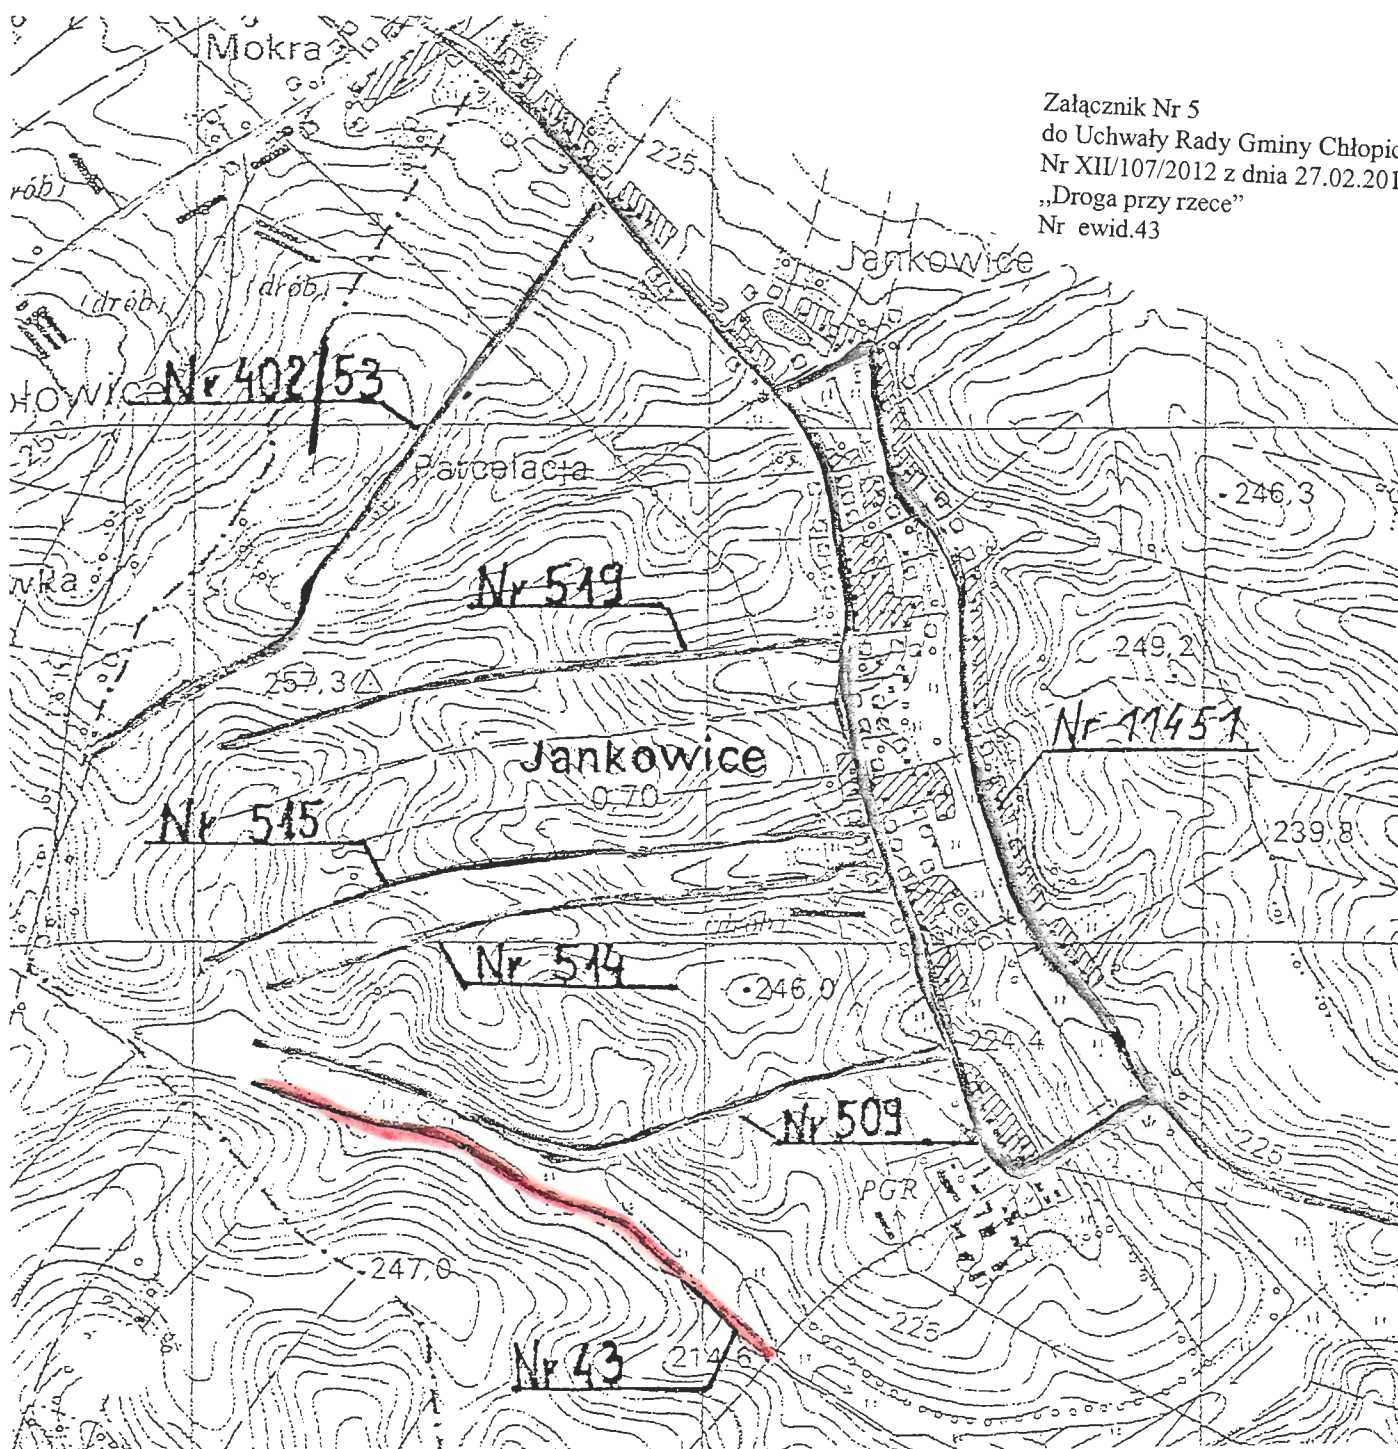 Mokra
Załącznik Nr 5
do Uchwały Rady Gminy Chłopic
Nr XII/107/2012 z dnia 27.02.201
„Droga przy rzece”
Nr ewid.43
225
Jankowice
(drób)
(drób)
Nr 402/53
Parcelacja
246,3
wka
Nr 519
249,2
257,3
Nr 11451
Jankowice
0.70
Nr 515
239,8
Nr 514
246,0
224.4
Nr 509
225
PGR
247,0
225
Nr 43
214.6